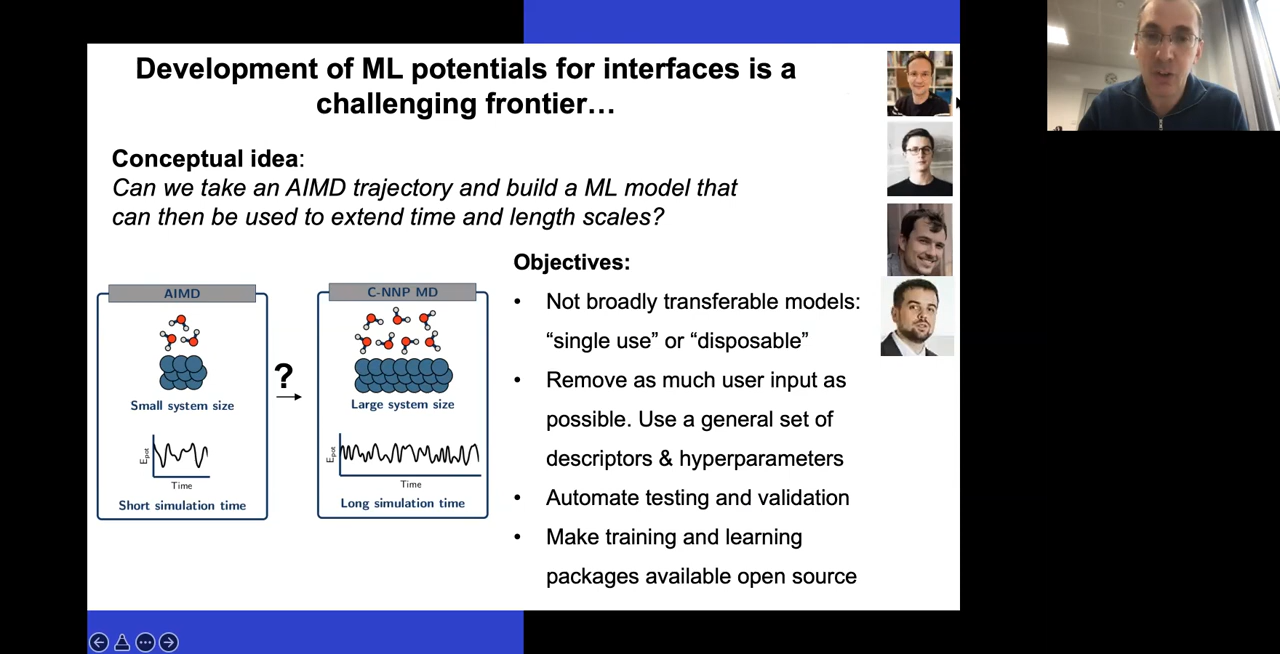 Development of ML potentials for interfaces is a
challenging frontier…
Conceptual idea:
Can we take an AIMD trajectory and build a ML model that
can then be used to extend time and length scales?
AIMD
Small system size
Epot
Time
Short simulation time
?
C-NNP MD
Large system size
Epot
Time
Long simulation time
Objectives:
• Not broadly transferable models:
“single use” or “disposable”
• Remove as much user input as
possible. Use a general set of
descriptors & hyperparameters
• Automate testing and validation
• Make training and learning
packages available open source